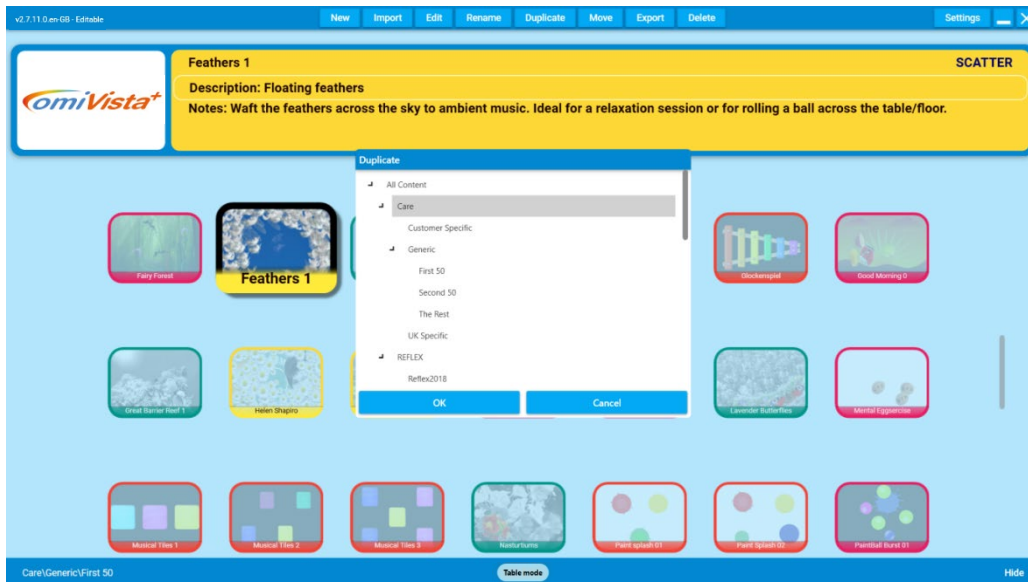 v2.7.11.0.en-GB - Editable
New
Import
Edit
Rename
Duplicate
Move
Export
Delete
Settings
omiVista+
Feathers 1
SCATTER
Description: Floating feathers
Notes: Waft the feathers across the sky to ambient music. Ideal for a relaxation session or for rolling a ball across the table/floor.
Duplicate
All Content
Care
Customer Specific
Generic
First 50
Second 50
The Rest
UK Specific
REFLEX
Reflex2018
OK
Cancel
Fairy Forest
Feathers 1
Glockenspiel
Good Morning 0
Great Barrier Reef 1
Helen Shapiro
Lavender Butterflies
Mental Eggsercise
Musical Tiles 1
Musical Tiles 2
Musical Tiles 3
Nasturtiums
Paint splash 01
Paint Splash 02
PaintBall Burst 01
Care\Generic\First 50
Table mode
Hide